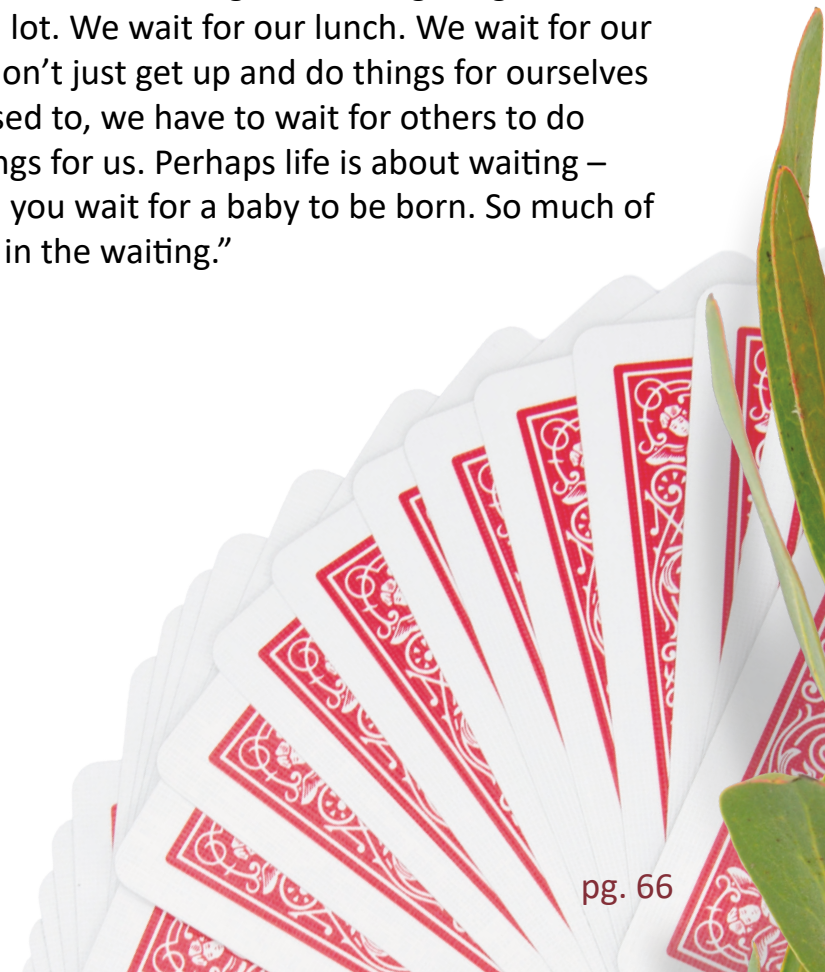 lot. We wait for our lunch. We wait for our
on’t just get up and do things for ourselves
sed to, we have to wait for others to do
ngs for us. Perhaps life is about waiting –
you wait for a baby to be born. So much of
in the waiting.”
pg. 66